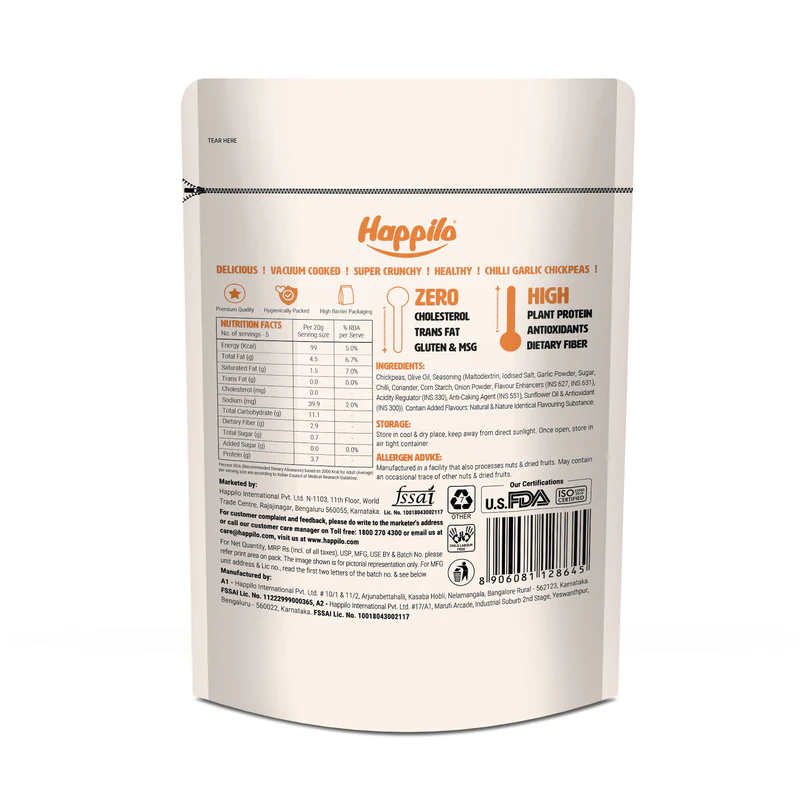 TEAR HERE
Happilo
DELICIOUS ! VACUUM COOKED ! SUPER CRUNCHY ! HEALTHY ! CHILLI GARLIC CHICKPEAS !
Premium Quality
Hygienically Packed
High Barrier Packaging
ZERO
CHOLESTEROL
TRANS FAT
GLUTEN & MSG
HIGH
PLANT PROTEIN
ANTIOXIDANTS
DIETARY FIBER
NUTRITION FACTS
No. of servings - 5
Per 20g Serving size
% RDA per Serve
Energy (Kcal) 99 5.0%
Total Fat (g) 4.5 6.7%
Saturated Fat (g) 1.5 7.0%
Trans Fat (g) 0.0 0.0%
Cholesterol (mg) 0.0 -
Sodium (mg) 39.9 2.0%
Total Carbohydrate (g) 11.1 -
Dietary Fiber (g) 2.9 -
Total Sugar (g) 0.7 -
Added Sugar (g) 0.0 0.0%
Protein (g) 3.7 -
Percent RDA (Recommended Dietary Allowance) based on 2000 Kcal for Adult (Average)
per serving size are according to Indian Council of Medical Research Guideline.
INGREDIENTS:
Chickpeas, Olive Oil, Seasoning (Maltodextrin, Iodised Salt, Garlic Powder, Sugar,
Chilli, Coriander, Corn Starch, Onion Powder, Flavour Enhancers (INS 627, INS 631),
Acidity Regulator (INS 330), Anti-Caking Agent (INS 551), Sunflower Oil & Antioxidant
(INS 300)). Contain Added Flavours: Natural & Nature Identical Flavouring Substance.
STORAGE:
Store in cool & dry place, keep away from direct sunlight. Once open, store in
air tight container.
ALLERGEN ADVICE:
Manufactured in a facility that also processes nuts & dried fruits. May contain
an occasional trace of other nuts & dried fruits.
Marketed by:
Happilo International Pvt. Ltd. N-1103, 11th Floor, World
Trade Centre, Rajajinagar, Bengaluru 560055, Karnataka.
fssai
Lic. No. 10018043002117
For customer complaint and feedback, please do write to the marketer's address
or call our customer care manager on Toll free: 1800 270 4300 or email us at
care@happilo.com, visit us at www.happilo.com
For Net Quantity, MRP Rs (Incl. of all taxes), USP, MFG, USE BY & Batch No. please
refer print area on pack. The image shown is for pictorial representation only. For MFG
unit address & Lic no., read the first two letters of the batch no. & see below
7
OTHER
CHILD LABOUR FREE
Our Certifications
U.S.FDA
ISO CERTIFIED
8 906081 128645
Manufactured by:
A1 - Happilo International Pvt. Ltd. # 10/1 & 11/2, Arjunabettahalli, Kasaba Hobli, Nelamangala, Bangalore Rural - 562123, Karnataka.
FSSAI Lic. No. 11222999000365, A2 - Happilo International Pvt. Ltd. #17/A1, Maruti Arcade, Industrial Suburb 2nd Stage, Yeswanthpur,
Bengaluru - 560022, Karnataka. FSSAI Lic. No. 10018043002117